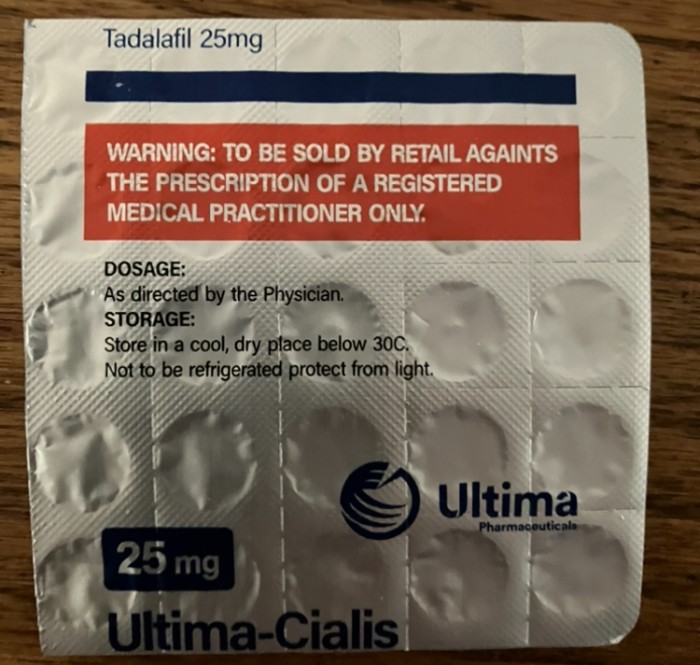 Tadalafil 25mg
WARNING: TO BE SOLD BY RETAIL AGAINTS
THE PRESCRIPTION OF A REGISTERED
MEDICAL PRACTITIONER ONLY.
DOSAGE:
As directed by the Physician.
STORAGE:
Store in a cool, dry place below 30C.
Not to be refrigerated protect from light.
Ultima
Pharmaceuticals
25 mg
Ultima-Cialis